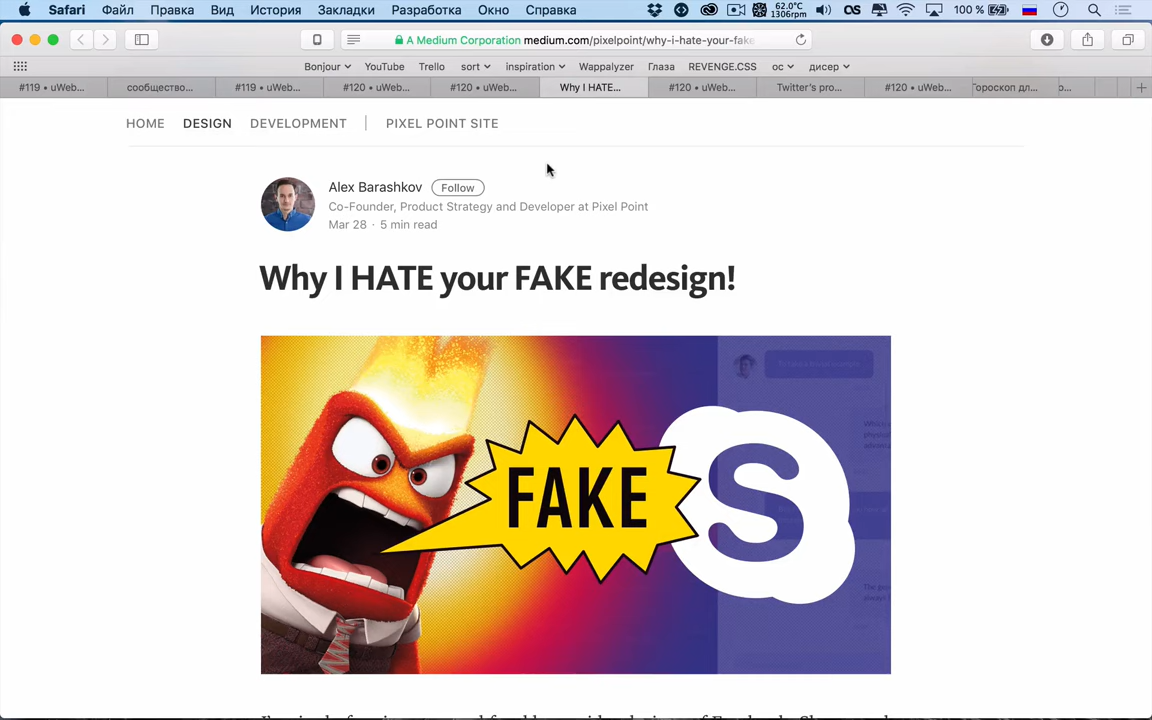 Safari Файл Правка Вид История Закладки Разработка Окно Справка
62.0°C
1306rpm
100 %
A Medium Corporation medium.com/pixelpoint/why-i-hate-your-fake
Bonjour YouTube Trello sort inspiration Wappalyzer Глаза REVENGE.CSS ос дисер
#119 • uWeb... сообщество... #119 • uWeb... #120 • uWeb... #120 • uWeb... Why I HATE... #120 • uWeb... Twitter's pro... #120 • uWeb... Гороскоп дл...
HOME DESIGN DEVELOPMENT | PIXEL POINT SITE
Alex Barashkov Follow
Co-Founder, Product Strategy and Developer at Pixel Point
Mar 28 · 5 min read
Why I HATE your FAKE redesign!
FAKE
S